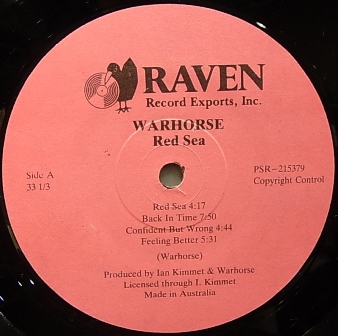 RAVEN
Record Exports, Inc.
WARHORSE
Red Sea
Side A
33 1/3
PSR-215379
Copyright Control
Red Sea 4:17
Back In Time 7:50
Confident But Wrong 4:44
Feeling Better 5:31
(Warhorse)
Produced by Ian Kimmet & Warhorse
Licensed through I. Kimmet
Made in Australia